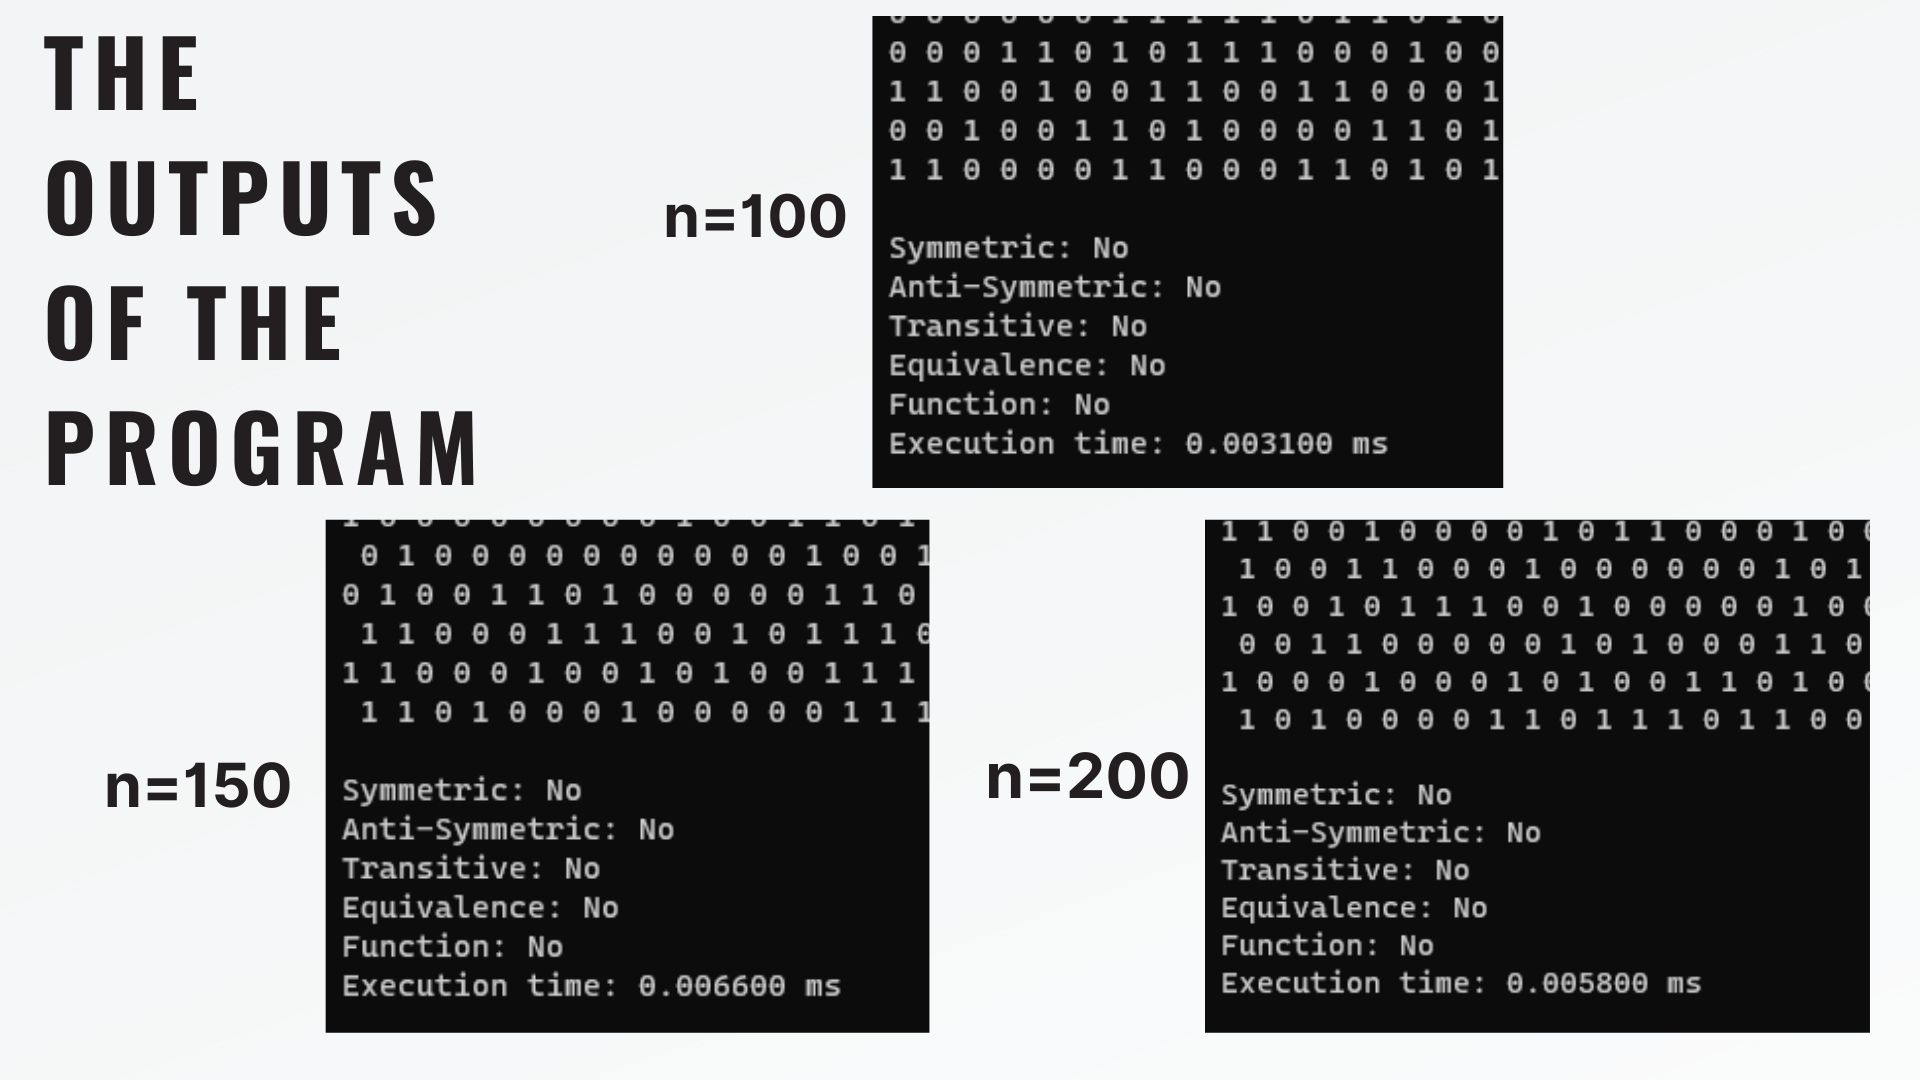 THE
OUTPUTS
OF THE
PROGRAM
n=100
0 0 0 1 1 0 1 0 1 1 1 0 0 0 1 0 0
1 1 0 0 1 0 0 1 1 0 0 1 1 0 0 0 1
0 0 1 0 0 1 1 0 1 0 0 0 0 1 1 0 1
1 1 0 0 0 0 1 1 0 0 0 1 1 0 1 0 1
Symmetric: No
Anti-Symmetric: No
Transitive: No
Equivalence: No
Function: No
Execution time: 0.003100 ms
n=150
0 1 0 0 0 0 0 0 0 0 0 0 1 0 0 1
0 1 0 0 1 1 0 1 0 0 0 0 0 1 1 0
1 1 0 0 0 1 1 1 0 0 1 0 1 1 1 0
1 1 0 0 0 1 0 0 1 0 1 0 0 1 1 1
1 1 0 1 0 0 0 1 0 0 0 0 0 1 1 1
Symmetric: No
Anti-Symmetric: No
Transitive: No
Equivalence: No
Function: No
Execution time: 0.006600 ms
n=200
1 1 0 0 1 0 0 0 0 1 0 1 1 0 0 0 1 0 0
1 0 0 1 1 0 0 0 1 0 0 0 0 0 0 1 0 1
1 0 0 1 0 1 1 1 0 0 1 0 0 0 0 0 1 0 0
0 0 1 1 0 0 0 0 0 1 0 1 0 0 0 1 1 0
1 0 0 0 1 0 0 0 1 0 1 0 0 1 1 0 1 0 0
1 0 1 0 0 0 0 1 1 0 1 1 1 0 1 1 0 0
Symmetric: No
Anti-Symmetric: No
Transitive: No
Equivalence: No
Function: No
Execution time: 0.005800 ms